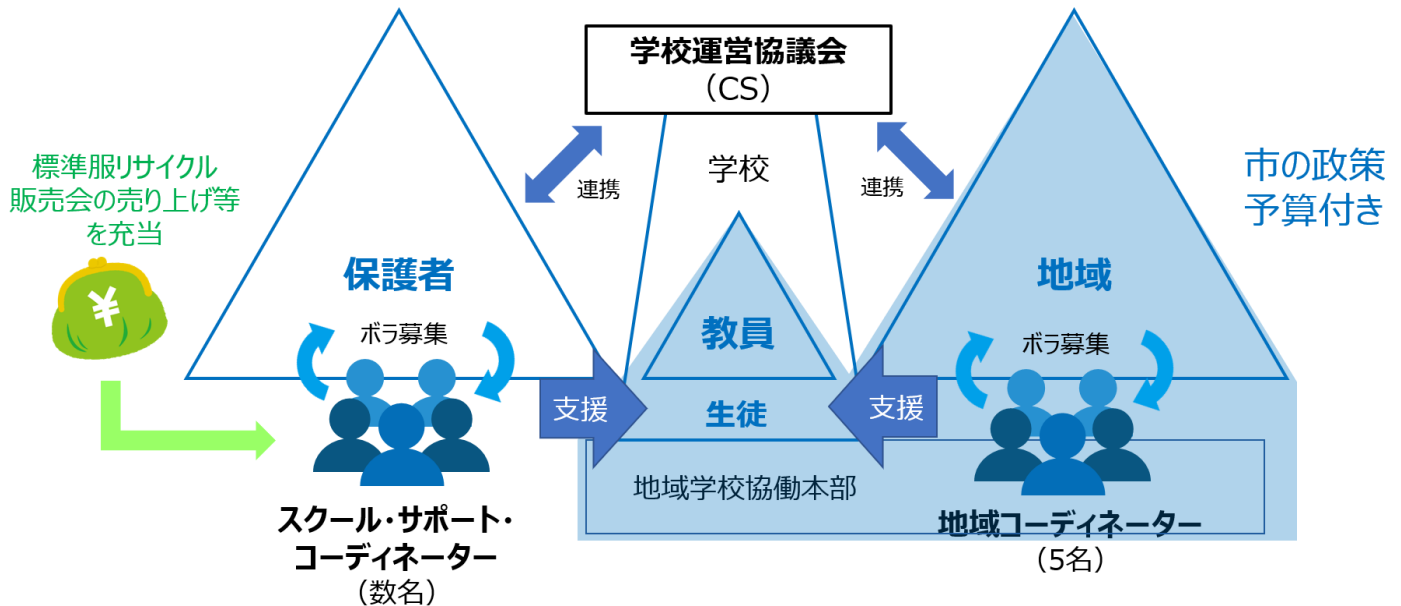 学校運営協議会
（CS）
標準服リサイクル
販売会の売り上げ等
を充当
¥
連携
学校
連携
市の政策
予算付き
保護者
ボラ募集
教員
地域
ボラ募集
支援
生徒
支援
地域学校協働本部
スクール・サポート・
コーディネーター
（数名）
地域コーディネーター
（5名）